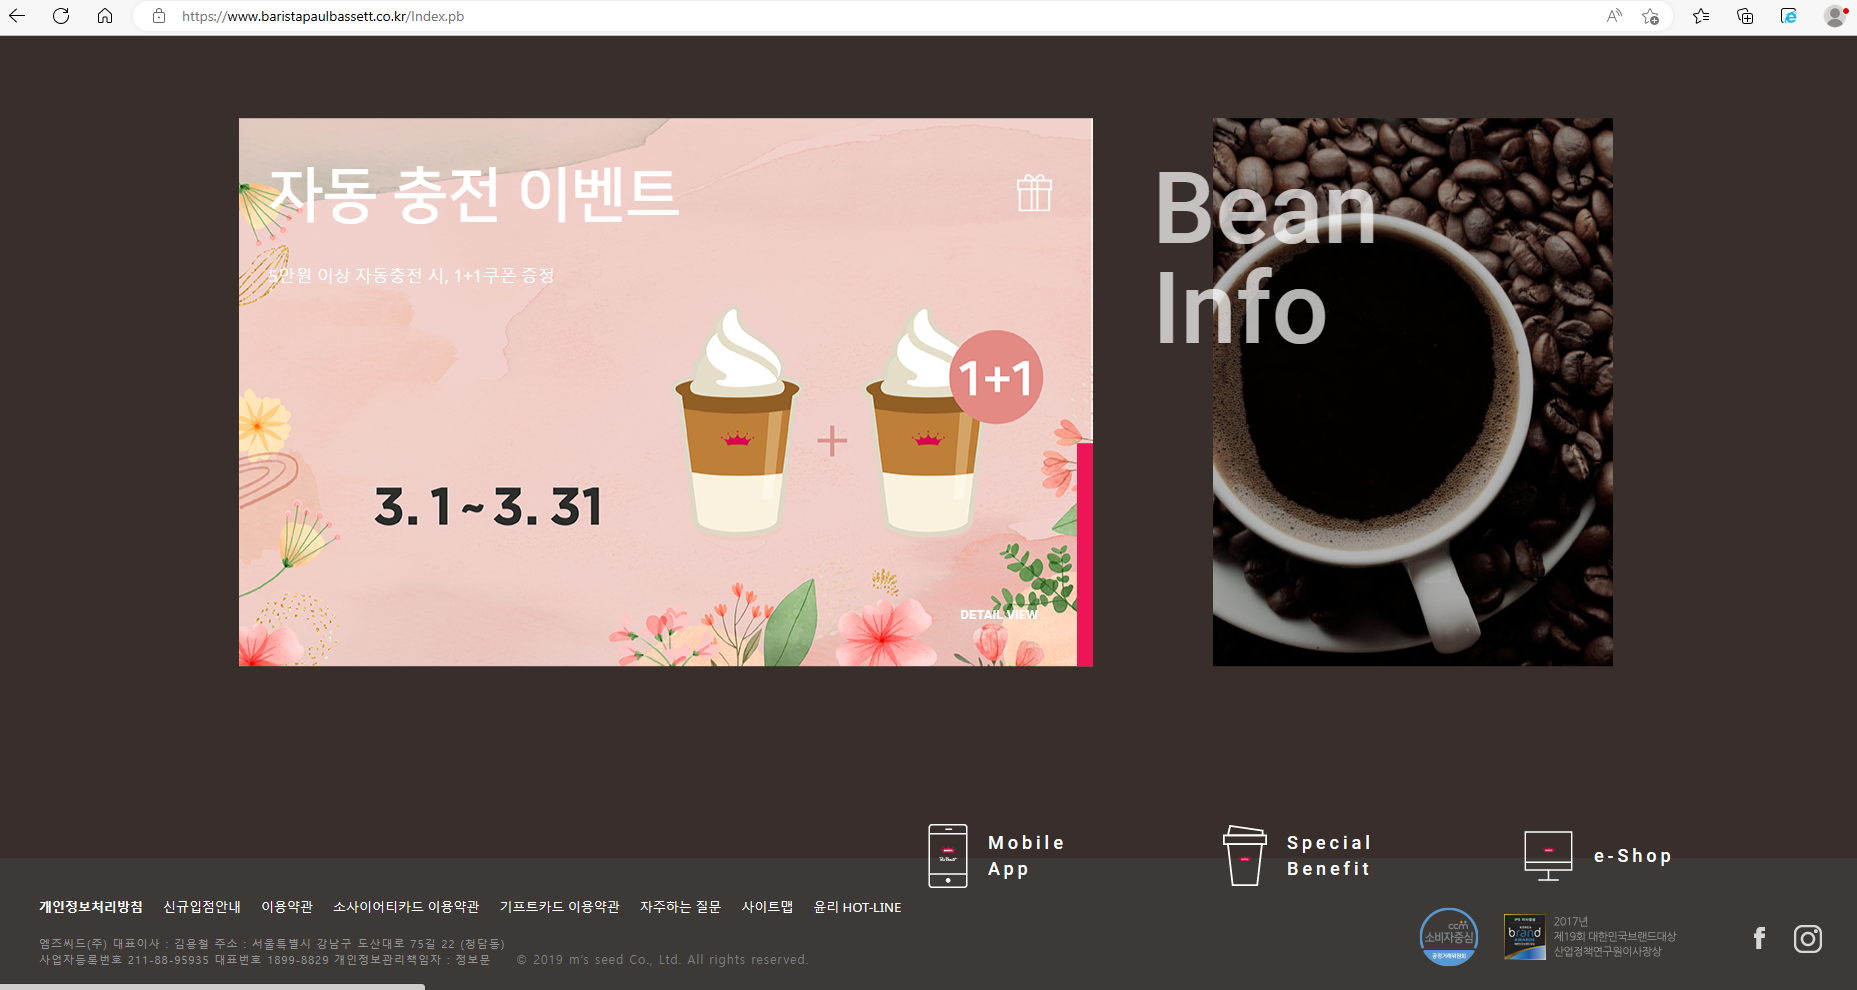 https://www.baristapaulbassett.co.kr/Index.pb
자동 충전 이벤트
5만원 이상 자동충전 시, 1+1쿠폰 증정
1+1
3. 1 ~ 3. 31
DETAIL VIEW
Bean
Info
Mobile
App
Special
Benefit
e-Shop
개인정보처리방침 신규입점안내 이용약관 소사이어티카드 이용약관 기프트카드 이용약관 자주하는 질문 사이트맵 윤리 HOT-LINE
엠즈씨드(주) 대표이사 : 김용철 주소 : 서울특별시 강남구 도산대로 75길 22 (청담동)
사업자등록번호 211-88-95935 대표번호 1899-8829 개인정보관리책임자 : 정보문 © 2019 m's seed Co., Ltd. All rights reserved.
ccm
소비자중심
공정거래위원회
brand
2017년
제19회 대한민국브랜드대상
산업정책연구원이사장상